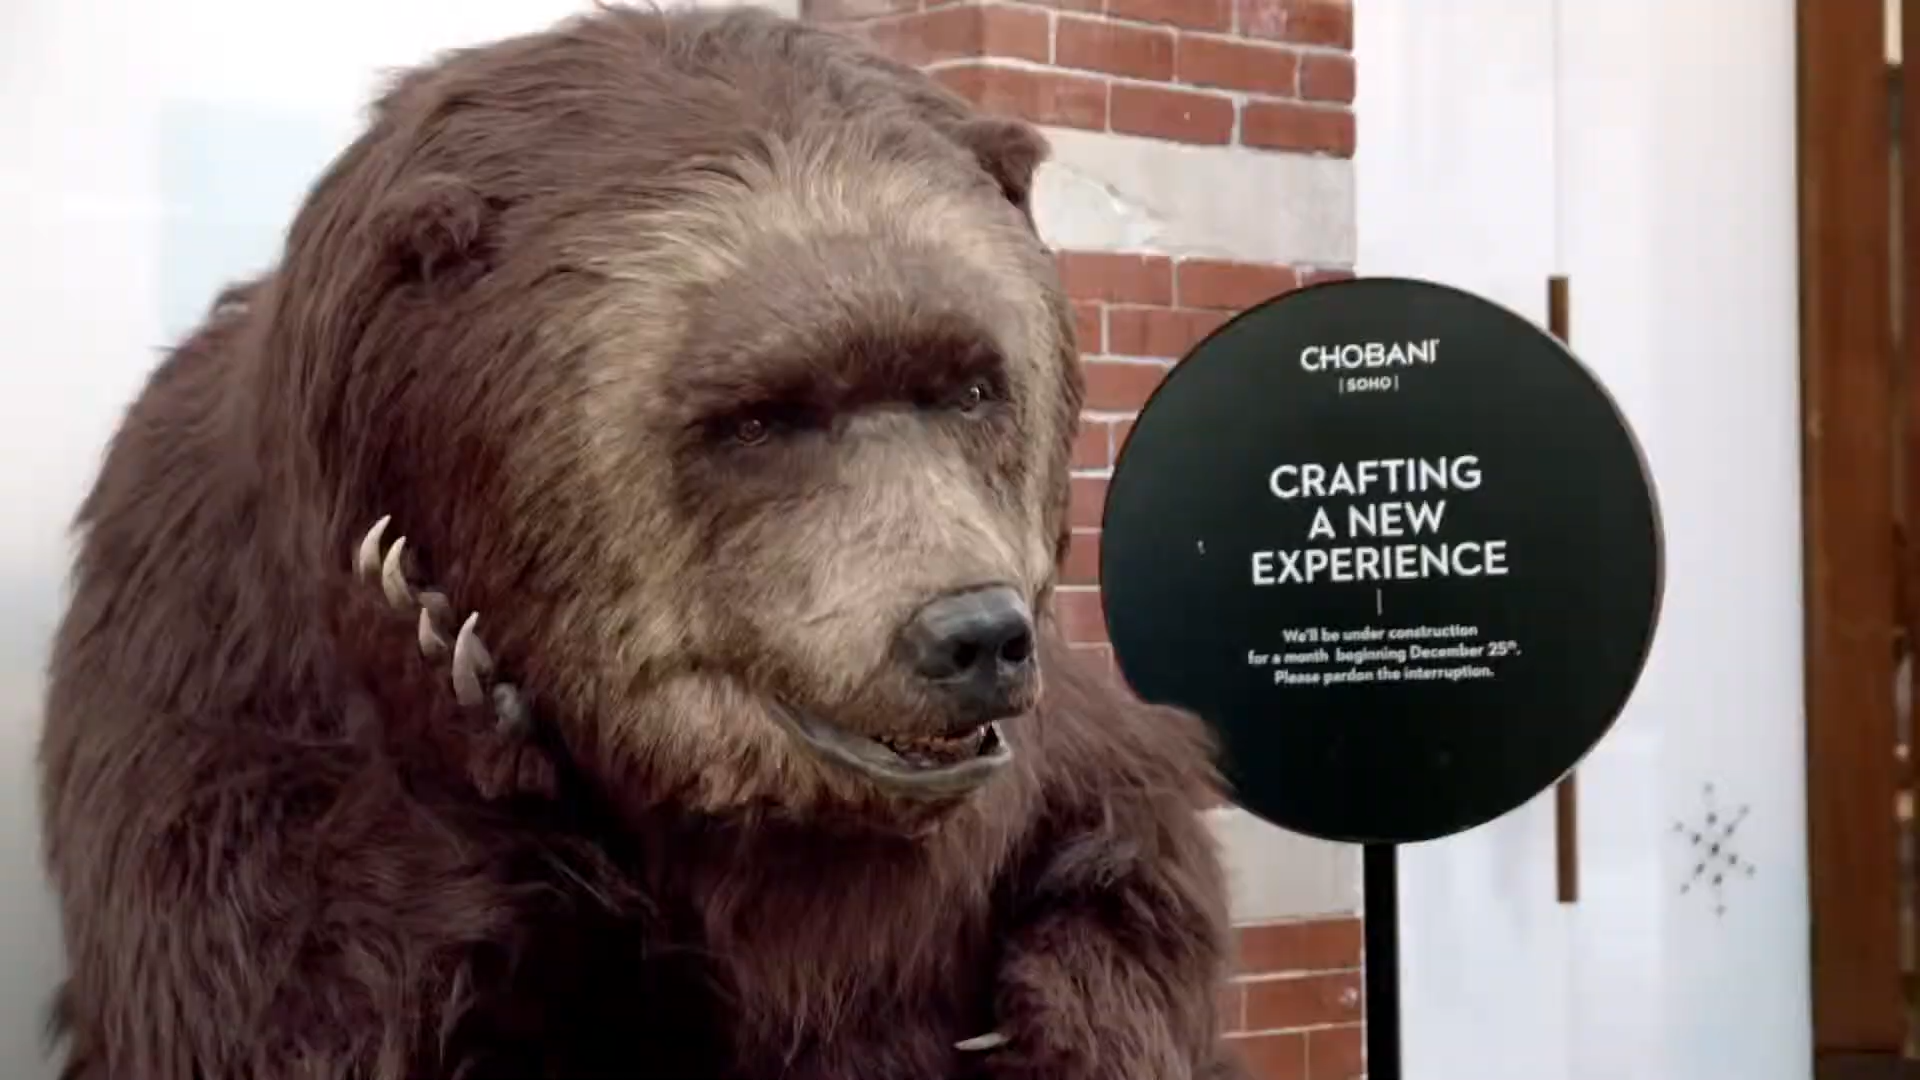 CHOBANI
| SOHO |
CRAFTING
A NEW
EXPERIENCE
We'll be under construction
for a month beginning December 25th.
Please pardon the interruption.